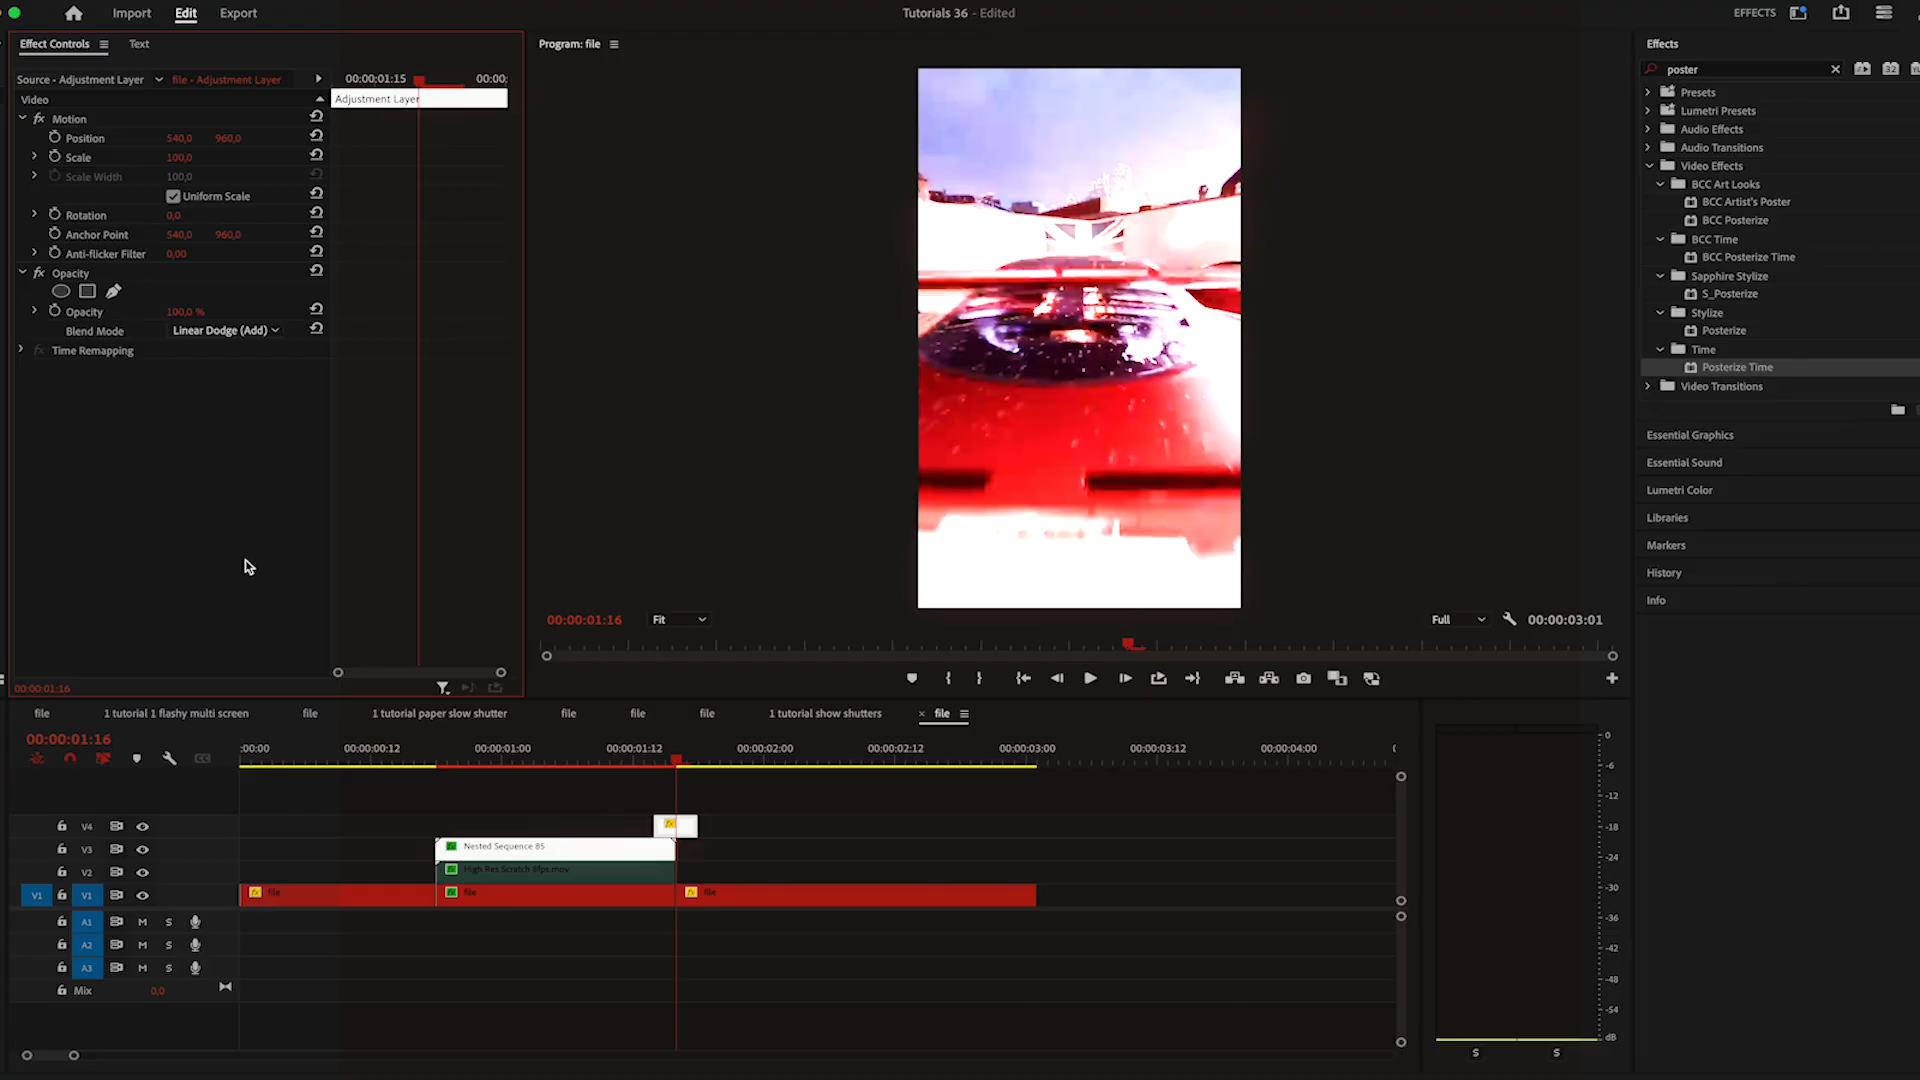 Import Edit Export Tutorials 36 - Edited EFFECTS
Effect Controls Text
Source - Adjustment Layer file - Adjustment Layer 00:00:01:15 00:00:
Video Adjustment Layer
Motion
Position 540,0 960,0
Scale 100,0
Scale Width 100,0
Uniform Scale
Rotation 0,0
Anchor Point 540,0 960,0
Anti-flicker Filter 0,00
Opacity
Opacity 100,0 %
Blend Mode Linear Dodge (Add)
Time Remapping
00:00:01:16
Program: file
00:00:01:16 Fit Full 00:00:03:01
Effects
poster
32
Presets
Lumetri Presets
Audio Effects
Audio Transitions
Video Effects
BCC Art Looks
BCC Artist's Poster
BCC Posterize
BCC Time
BCC Posterize Time
Sapphire Stylize
S_Posterize
Stylize
Posterize
Time
Posterize Time
Video Transitions
Essential Graphics
Essential Sound
Lumetri Color
Libraries
Markers
History
Info
file 1 tutorial 1 flashy multi screen file 1 tutorial paper slow shutter file file file 1 tutorial show shutters × file
00:00:01:16
:00:00 00:00:00:12 00:00:01:00 00:00:01:12 00:00:02:00 00:00:02:12 00:00:03:00 00:00:03:12 00:00:04:00
V4 fx
V3 Nested Sequence 85
V2 High Res Scratch 6fps.mov
V1 V1 file file file
A1 M S
A2 M S
A3 M S
Mix 0,0
0
-6
-12
-18
-24
-30
-36
-42
-48
-54
dB
S S